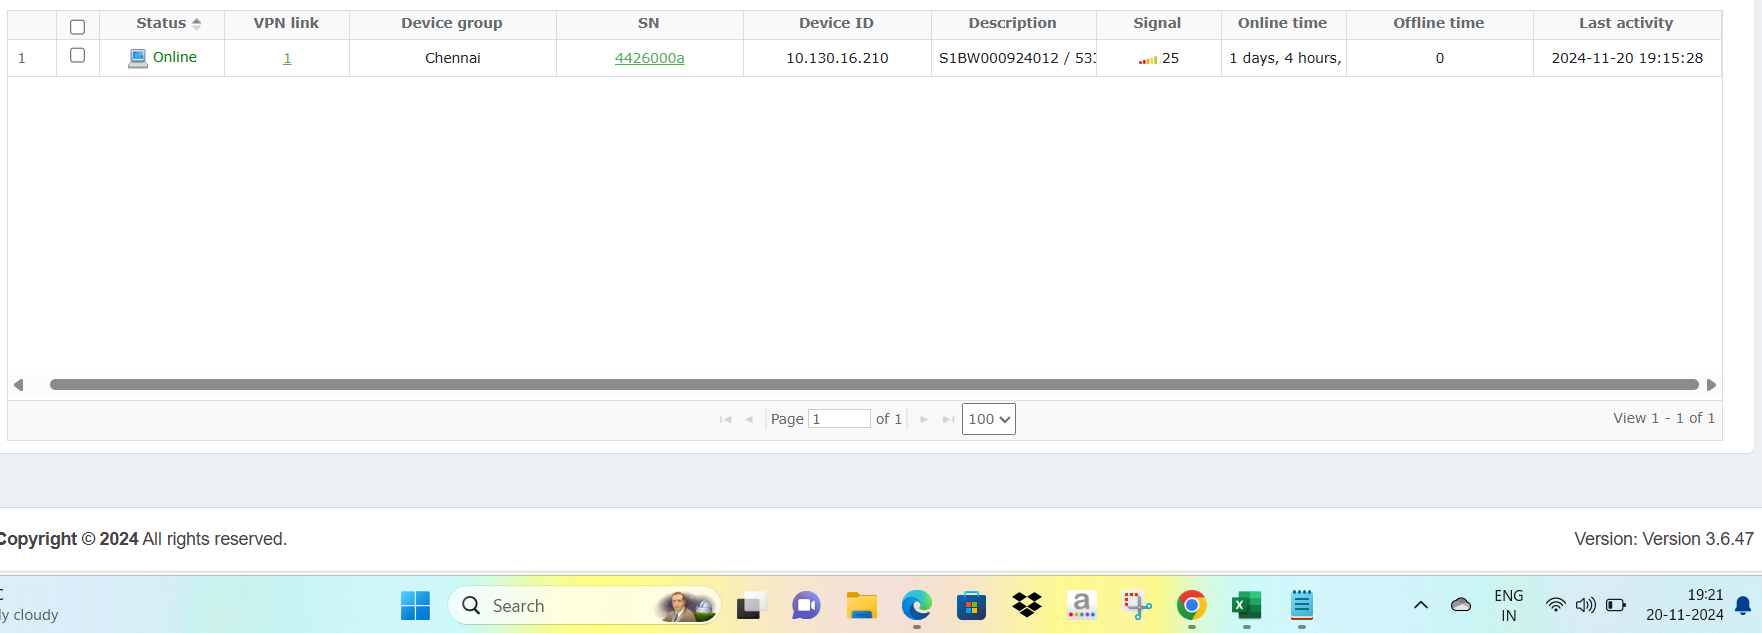 Status VPN link Device group SN Device ID Description Signal Online time Offline time Last activity
1 Online 1 Chennai 4426000a 10.130.16.210 S1BW000924012 / 533 25 1 days, 4 hours, 0 2024-11-20 19:15:28
Page 1 of 1 100 View 1 - 1 of 1
Copyright © 2024 All rights reserved. Version: Version 3.6.47
cloudy Search a X ENG IN 19:21
20-11-2024